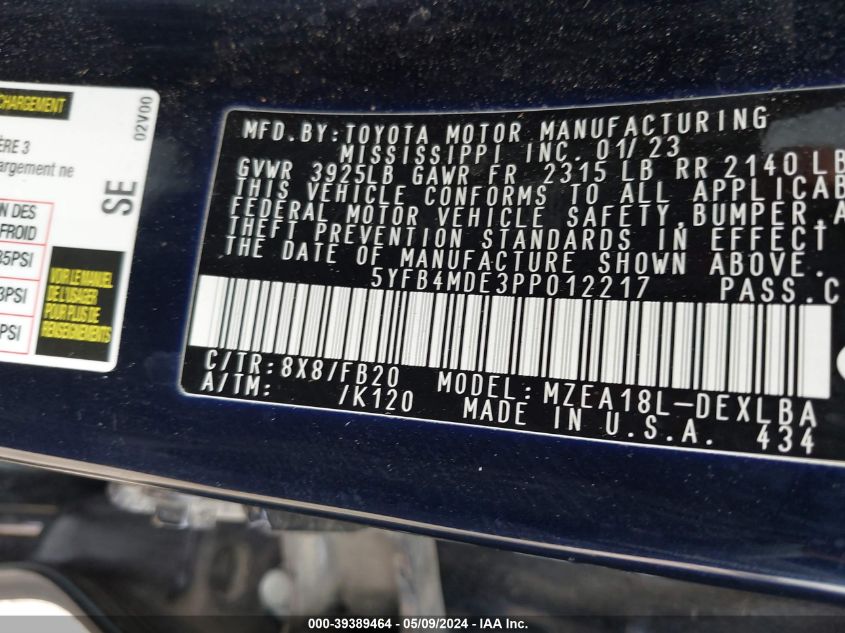 CHARGEMENT
ÈRE 3
argement ne
ON DES
FROID
35PSI
3PSI
PSI
VOIR LE MANUEL
DE L'USAGER
POUR PLUS DE
RENSEIGNEMENTS
SE
02V00
MFD.BY:TOYOTA MOTOR MANUFACTURING
MISSISSIPPI INC. 01/23
GVWR 3925LB GAWR FR 2315 LB RR 2140 LB
THIS VEHICLE CONFORMS TO ALL APPLICAB
FEDERAL MOTOR VEHICLE SAFETY,BUMPER,A
THEFT PREVENTION STANDARDS IN EFFECT
THE DATE OF MANUFACTURE SHOWN ABOVE.
5YFB4MDE3PP012217 PASS.C
C/TR:8X8/FB20 MODEL:MZEA18L-DEXLBA
A/TM: /K120 MADE IN U.S.A. 434
000-39389464 / 05/09/2024 / IAA Inc.